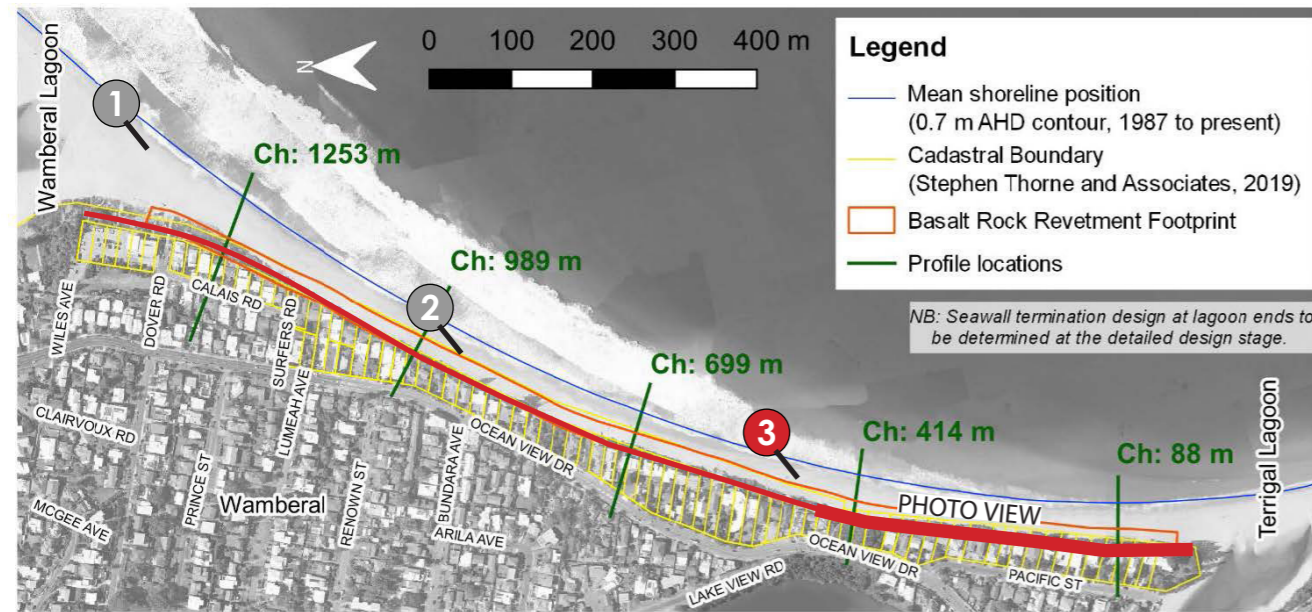 Wamberal Lagoon
1
N
0 100 200 300 400 m
Legend
Mean shoreline position
(0.7 m AHD contour, 1987 to present)
Cadastral Boundary
(Stephen Thorne and Associates, 2019)
Basalt Rock Revetment Footprint
Profile locations
NB: Seawall termination design at lagoon ends to
be determined at the detailed design stage.
Ch: 1253 m
Ch: 989 m
2
Ch: 699 m
3
Ch: 414 m
Ch: 88 m
PHOTO VIEW
Terrigal Lagoon
WILES AVE
DOVER RD
CALAIS RD
SURFERS RD
LUMEAH AVE
CLAIRVOUX RD
PRINCE ST
Wamberal
RENOWN ST
BUNDARA AVE
OCEAN VIEW DR
ARILA AVE
MCGEE AVE
LAKE VIEW RD
OCEAN VIEW DR
PACIFIC ST